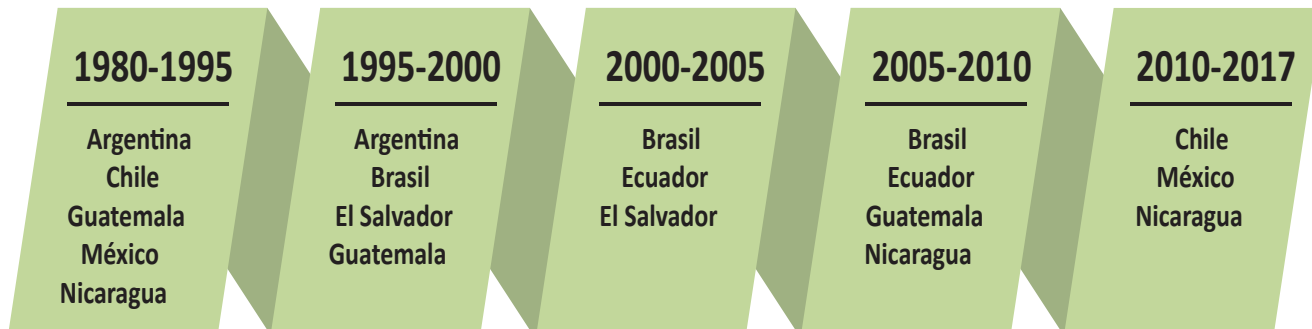 1980-1995
Argentina
Chile
Guatemala
México
Nicaragua
1995-2000
Argentina
Brasil
El Salvador
Guatemala
2000-2005
Brasil
Ecuador
El Salvador
2005-2010
Brasil
Ecuador
Guatemala
Nicaragua
2010-2017
Chile
México
Nicaragua